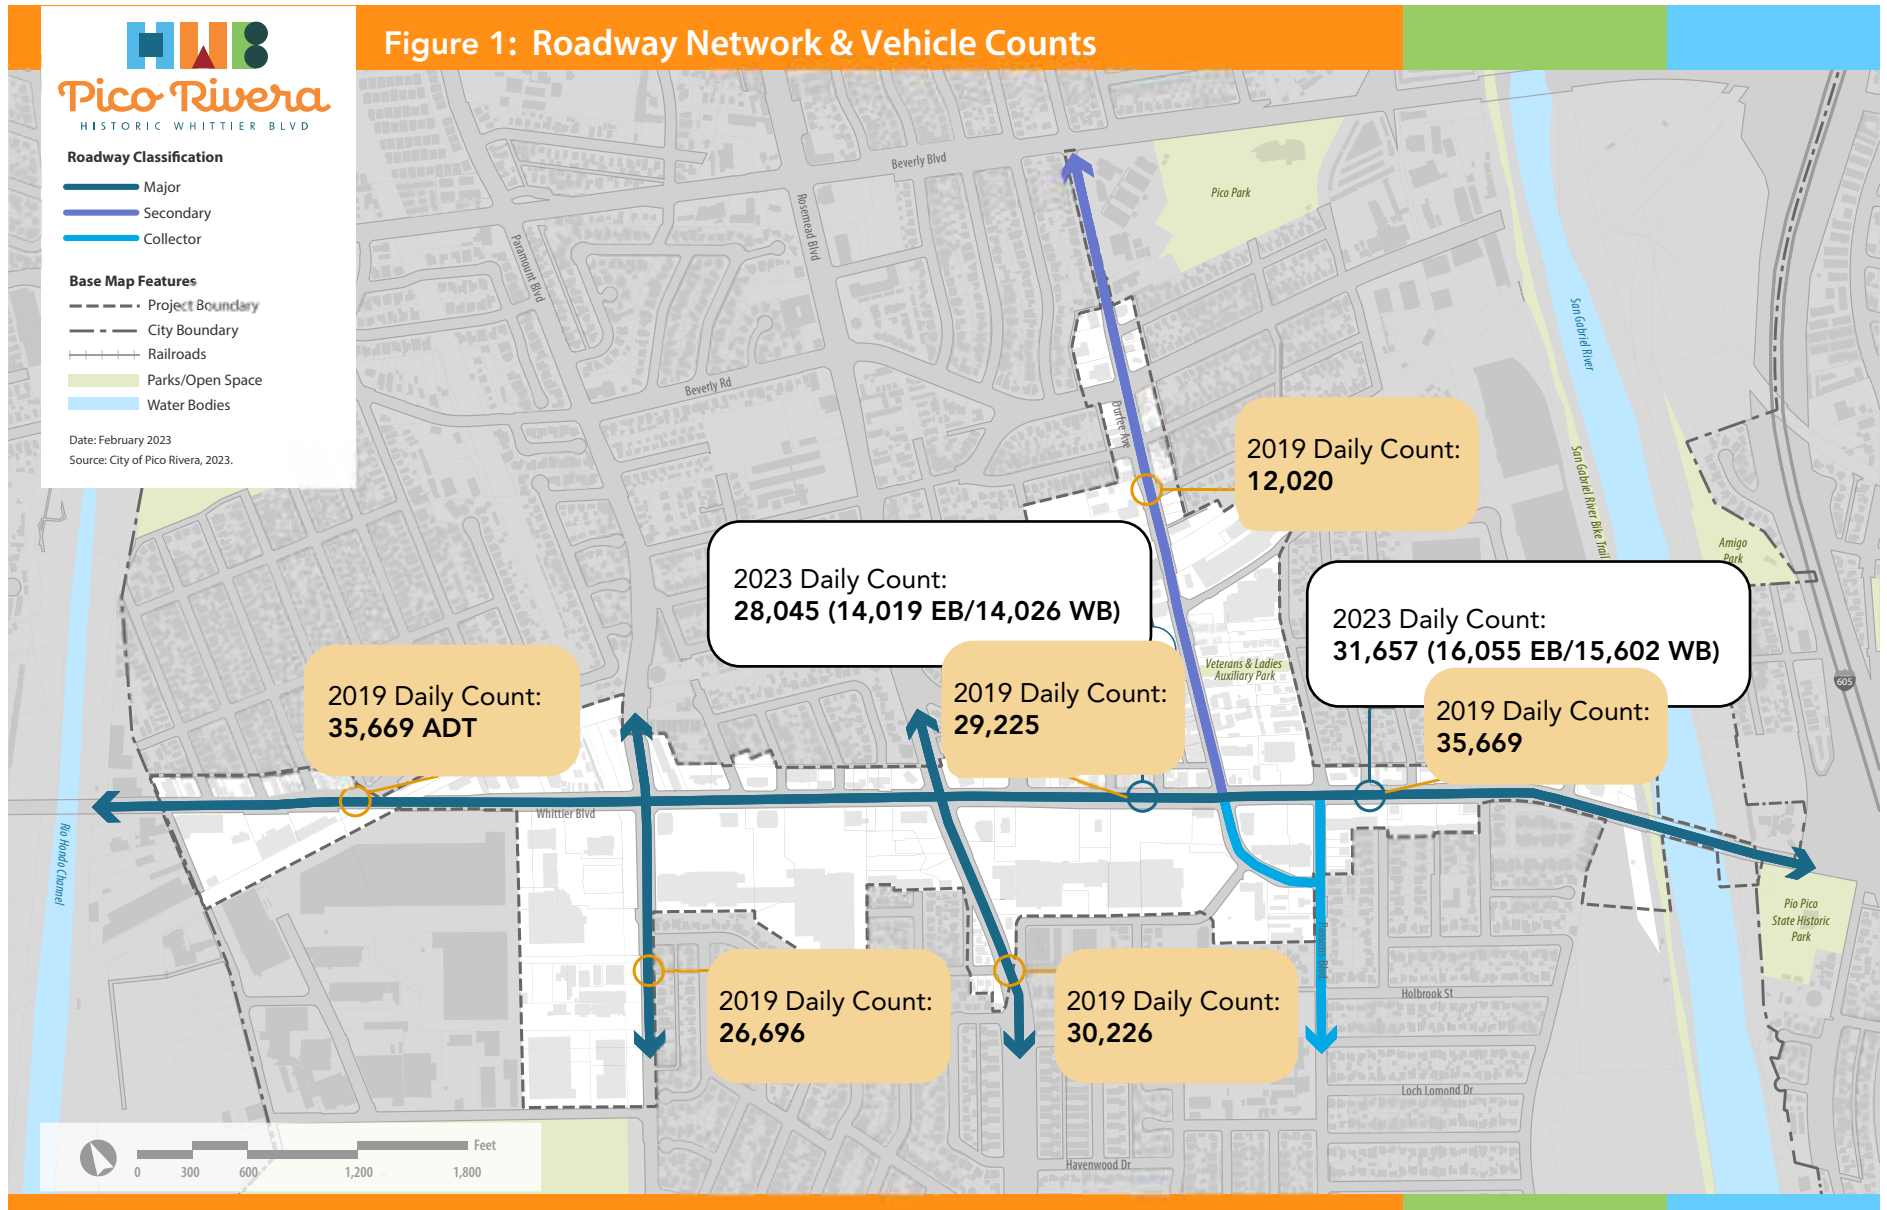 HWB
Pico Rivera
HISTORIC WHITTIER BLVD
Figure 1: Roadway Network & Vehicle Counts
Roadway Classification
Major
Secondary
Collector
Base Map Features
Project Boundary
City Boundary
Railroads
Parks/Open Space
Water Bodies
Date: February 2023
Source: City of Pico Rivera, 2023.
Beverly Blvd
Pico Park
Rosemead Blvd
Paramount Blvd
San Gabriel River
Beverly Rd
Durfee Ave
2019 Daily Count:
12,020
San Gabriel River Bike Trail
Amigo
Park
2023 Daily Count:
28,045 (14,019 EB/14,026 WB)
2023 Daily Count:
31,657 (16,055 EB/15,602 WB)
Veterans & Ladies
Auxiliary Park
605
2019 Daily Count:
35,669 ADT
2019 Daily Count:
29,225
2019 Daily Count:
35,669
Whittier Blvd
Rio Hondo Channel
Pio Pico
State Historic
Park
Passons Blvd
2019 Daily Count:
26,696
2019 Daily Count:
30,226
Holbrook St
Loch Lomond Dr
Havenwood Dr
Feet
0 300 600 1,200 1,800